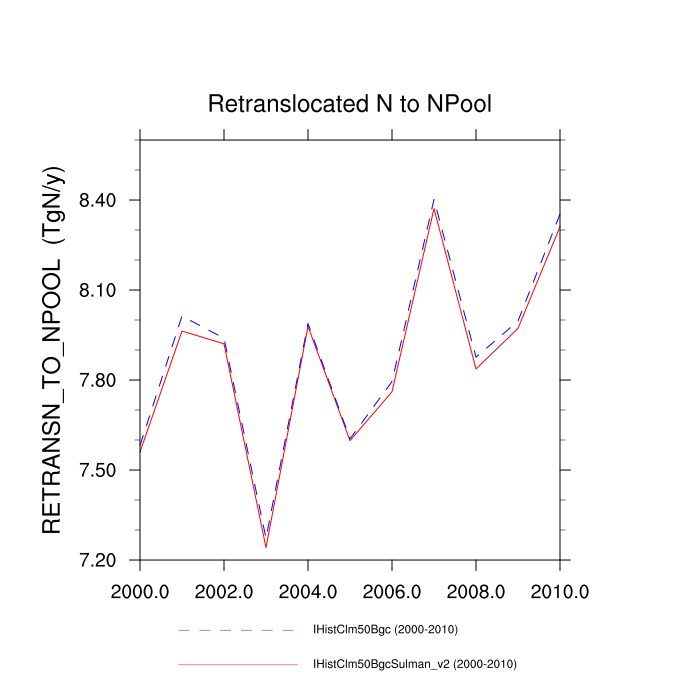 Retranslocated N to NPool
RETRANSN_TO_NPOOL (TgN/y)
8.40
8.10
7.80
7.50
7.20
2000.0 2002.0 2004.0 2006.0 2008.0 2010.0
IHistClm50Bgc (2000-2010)
IHistClm50BgcSulman_v2 (2000-2010)